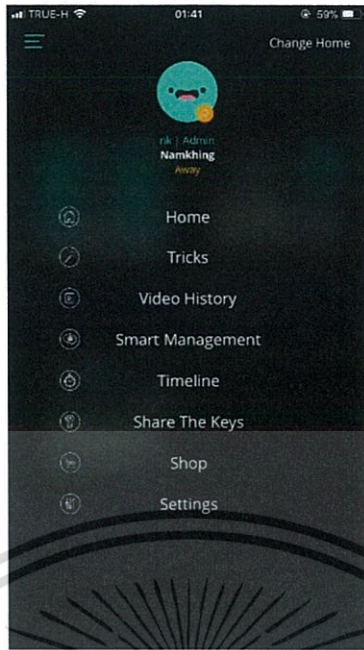 TRUE-H 01:41 59%
Change Home
nk | Admin
Namkhing
Away
Home
Tricks
Video History
Smart Management
Timeline
Share The Keys
Shop
Settings